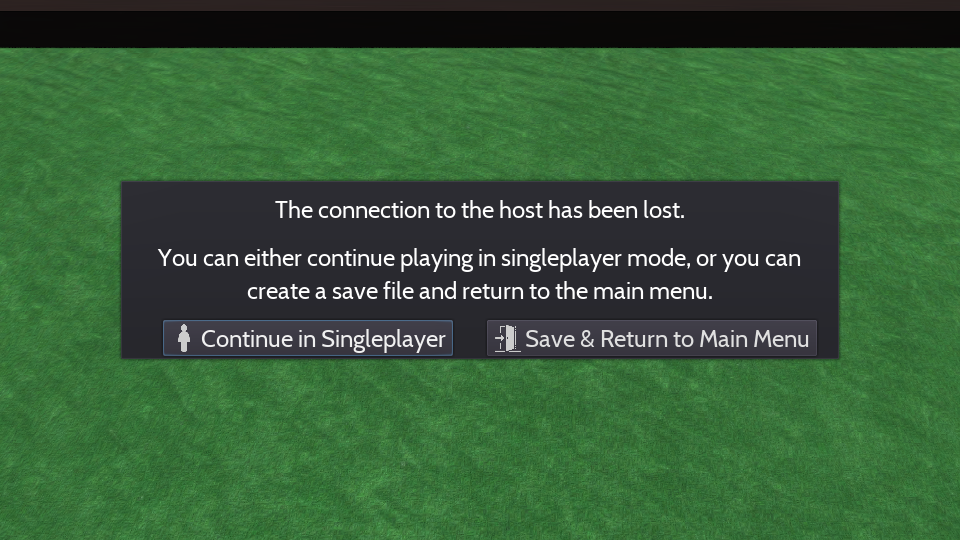 The connection to the host has been lost.
You can either continue playing in singleplayer mode, or you can
create a save file and return to the main menu.
Continue in Singleplayer
Save & Return to Main Menu